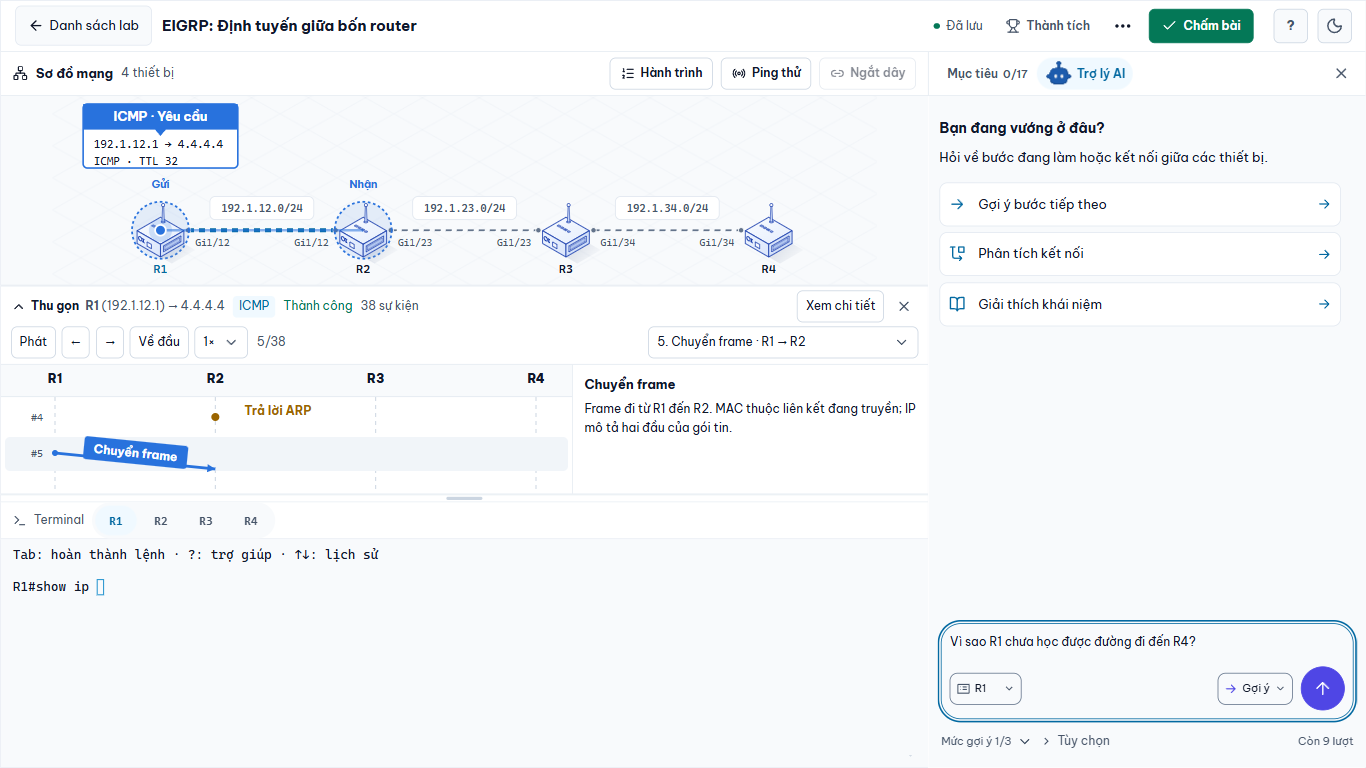 Danh sách lab
EIGRP: Định tuyến giữa bốn router
Đã lưu
Thành tích
Chấm bài
?
Sơ đồ mạng 4 thiết bị
Hành trình
Ping thử
Ngắt dây
Mục tiêu 0/17
Trợ lý AI
ICMP · Yêu cầu
192.1.12.1 → 4.4.4.4
ICMP · TTL 32
Gửi
Nhận
192.1.12.0/24
192.1.23.0/24
192.1.34.0/24
Gi1/12
Gi1/12
Gi1/23
Gi1/23
Gi1/34
Gi1/34
R1
R2
R3
R4
Thu gọn R1 (192.1.12.1) → 4.4.4.4 ICMP Thành công 38 sự kiện
Xem chi tiết
Phát
←
→
Về đầu
1×
5/38
5. Chuyển frame · R1 → R2
R1
R2
R3
R4
#4
Trả lời ARP
#5
Chuyển frame
Chuyển frame
Frame đi từ R1 đến R2. MAC thuộc liên kết đang truyền; IP
mô tả hai đầu của gói tin.
Terminal
R1
R2
R3
R4
Tab: hoàn thành lệnh · ?: trợ giúp · ↑↓: lịch sử
R1#show ip
Bạn đang vướng ở đâu?
Hỏi về bước đang làm hoặc kết nối giữa các thiết bị.
Gợi ý bước tiếp theo
Phân tích kết nối
Giải thích khái niệm
Vì sao R1 chưa học được đường đi đến R4?
R1
Gợi ý
Mức gợi ý 1/3
Tùy chọn
Còn 9 lượt